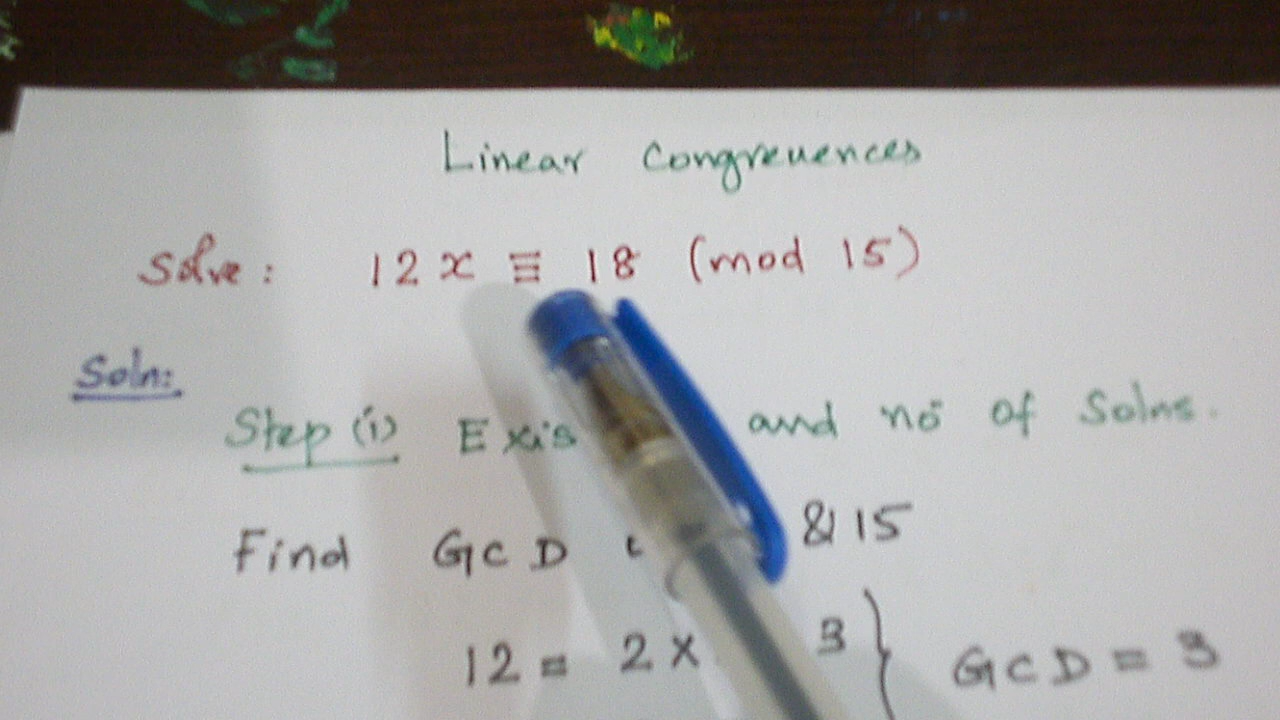 Linear Congreuences
Solve: 12x ≡ 18 (mod 15)
Soln:
Step (i) Exis and no of Solns.
Find GCD & 15
12 = 2 × 3 } GCD = 3